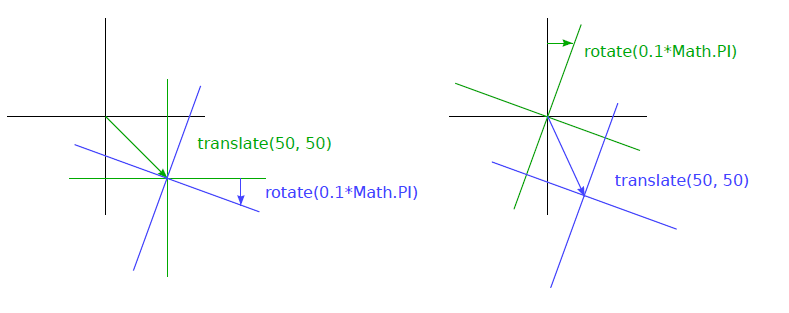 translate(50, 50)
rotate(0.1*Math.PI)
rotate(0.1*Math.PI)
translate(50, 50)